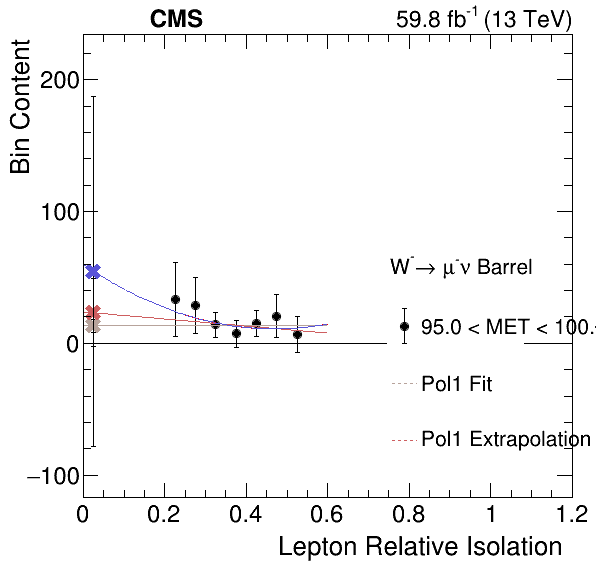 CMS 59.8 fb⁻¹ (13 TeV)
Bin Content
200
100
0
−100
W⁻→ μ⁻ν Barrel
95.0 < MET < 100.
Pol1 Fit
Pol1 Extrapolation
0 0.2 0.4 0.6 0.8 1 1.2
Lepton Relative Isolation